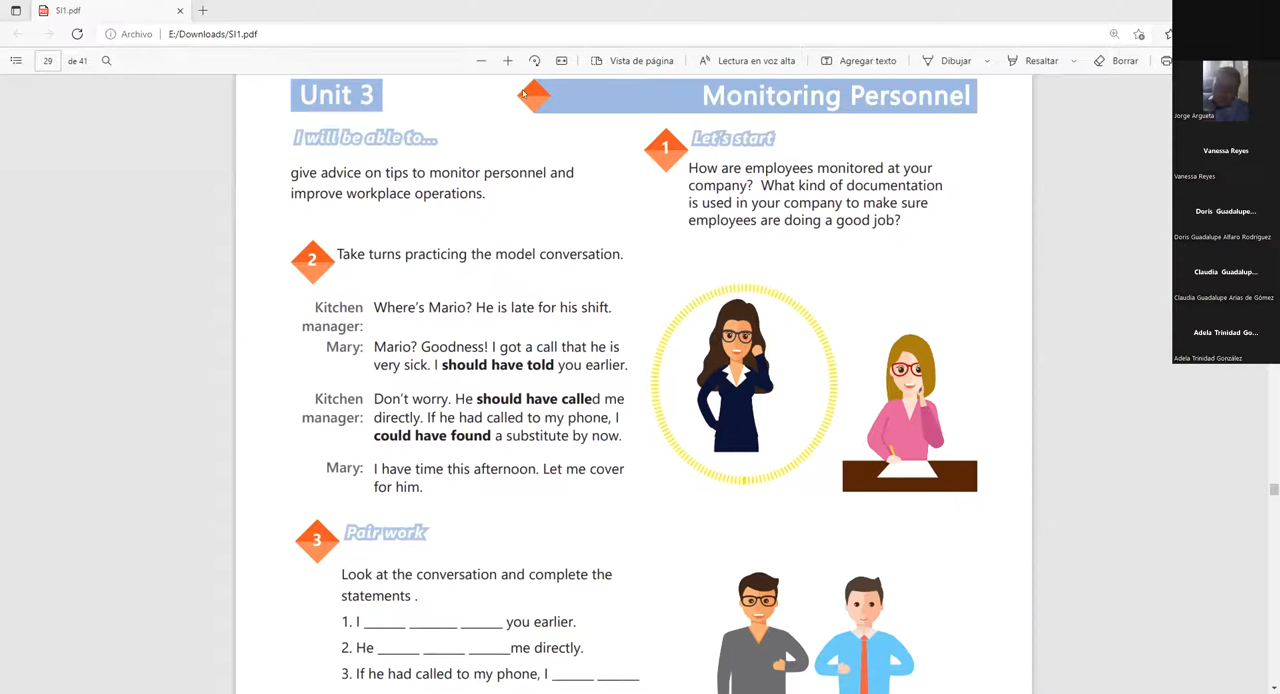 SI1.pdf
Archivo E:/Downloads/SI1.pdf
29 de 41 Vista de página Lectura en voz alta Agregar texto Dibujar Resaltar Borrar
Unit 3
Monitoring Personnel
I will be able to...
give advice on tips to monitor personnel and
improve workplace operations.
1
Let's start
How are employees monitored at your
company? What kind of documentation
is used in your company to make sure
employees are doing a good job?
2
Take turns practicing the model conversation.
Kitchen manager: Where's Mario? He is late for his shift.
Mary: Mario? Goodness! I got a call that he is
very sick. I should have told you earlier.
Kitchen Don't worry. He should have called me
manager: directly. If he had called to my phone, I
could have found a substitute by now.
Mary: I have time this afternoon. Let me cover
for him.
3
Pair work
Look at the conversation and complete the
statements .
1. I ______ _______ ______ you earlier.
2. He ______ ______ ______me directly.
3. If he had called to my phone, I ______ ______
Jorge Argueta
Vanessa Reyes
Vanessa Reyes
Doris Guadalupe...
Doris Guadalupe Alfaro Rodríguez
Claudia Guadalup...
Claudia Guadalupe Arias de Gómez
Adela Trinidad Go...
Adela Trinidad González